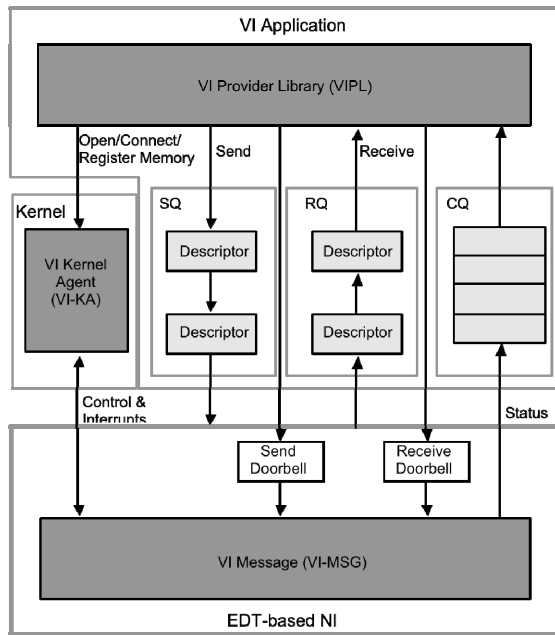 VI Application
VI Provider Library (VIPL)
Open/Connect/
Register Memory
Send
Receive
Kernel
SQ
RQ
CQ
VI Kernel
Agent
(VI-KA)
Descriptor
Descriptor
Descriptor
Descriptor
Control &
Interrupts
Status
Send
Doorbell
Receive
Doorbell
VI Message (VI-MSG)
EDT-based NI